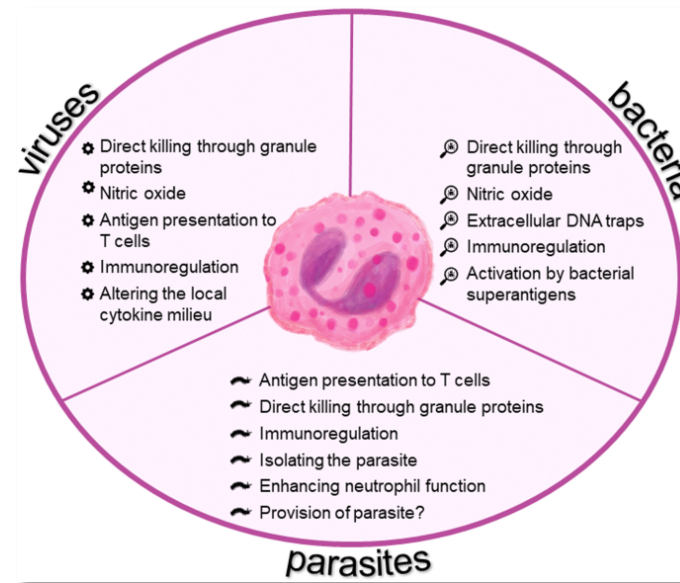 viruses
Direct killing through granule
proteins
Nitric oxide
Antigen presentation to
T cells
Immunoregulation
Altering the local
cytokine milieu
bacteria
Direct killing through
granule proteins
Nitric oxide
Extracellular DNA traps
Immunoregulation
Activation by bacterial
superantigens
Antigen presentation to T cells
Direct killing through granule proteins
Immunoregulation
Isolating the parasite
Enhancing neutrophil function
Provision of parasite?
parasites